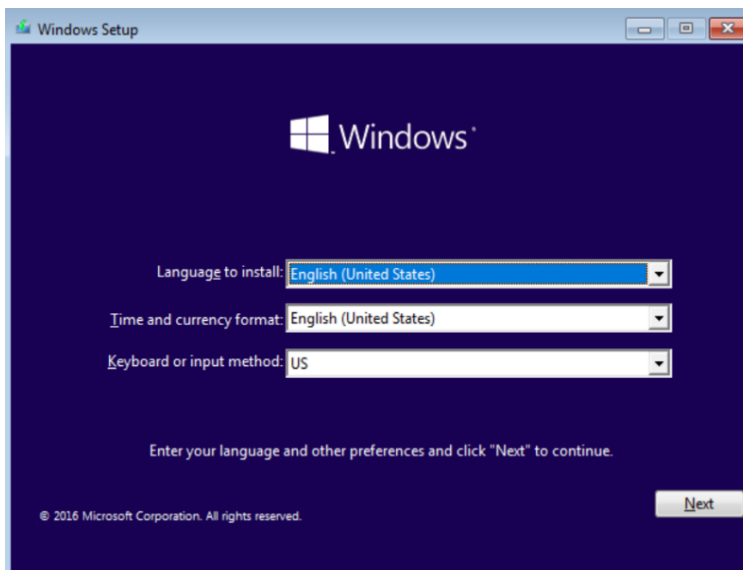 Windows Setup
Windows
Language to install: English (United States)
Time and currency format: English (United States)
Keyboard or input method: US
Enter your language and other preferences and click "Next" to continue.
Next
© 2016 Microsoft Corporation. All rights reserved.